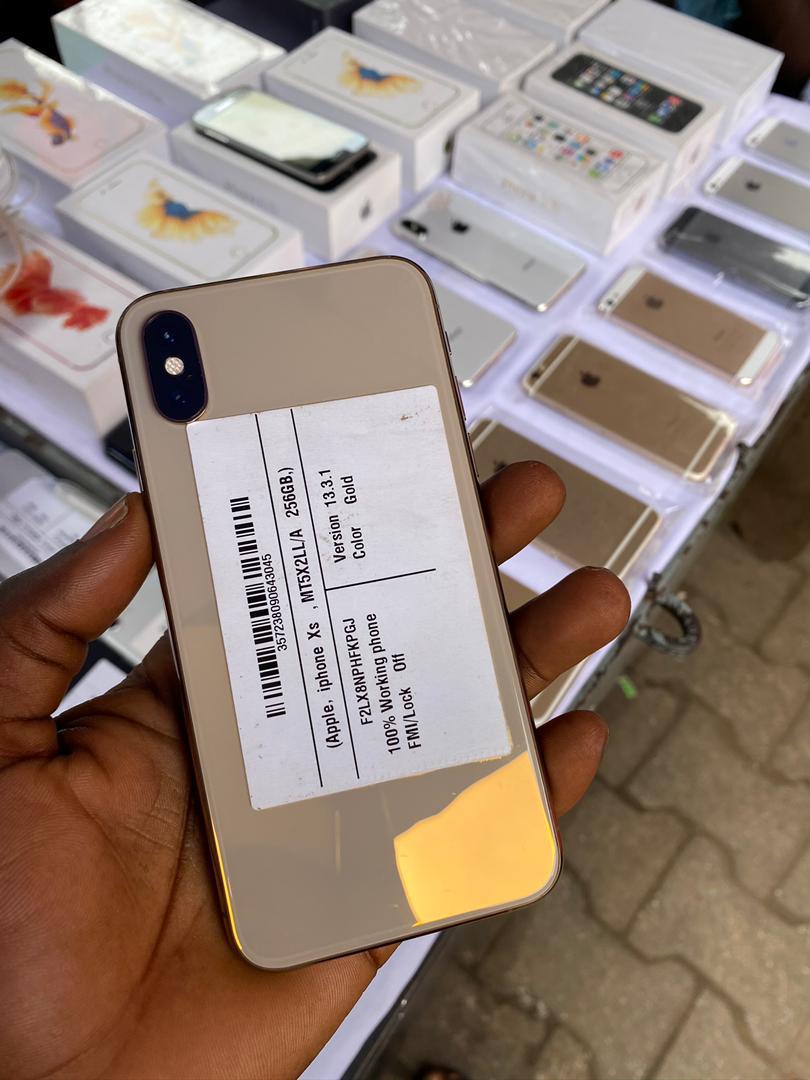 357238090643045
(Apple, iphone Xs , MT5X2LL/A 256GB.)
F2LX8NPHFKPGJ
Version 13.3.1
100% Working phone
Color Gold
FMI/Lock Off